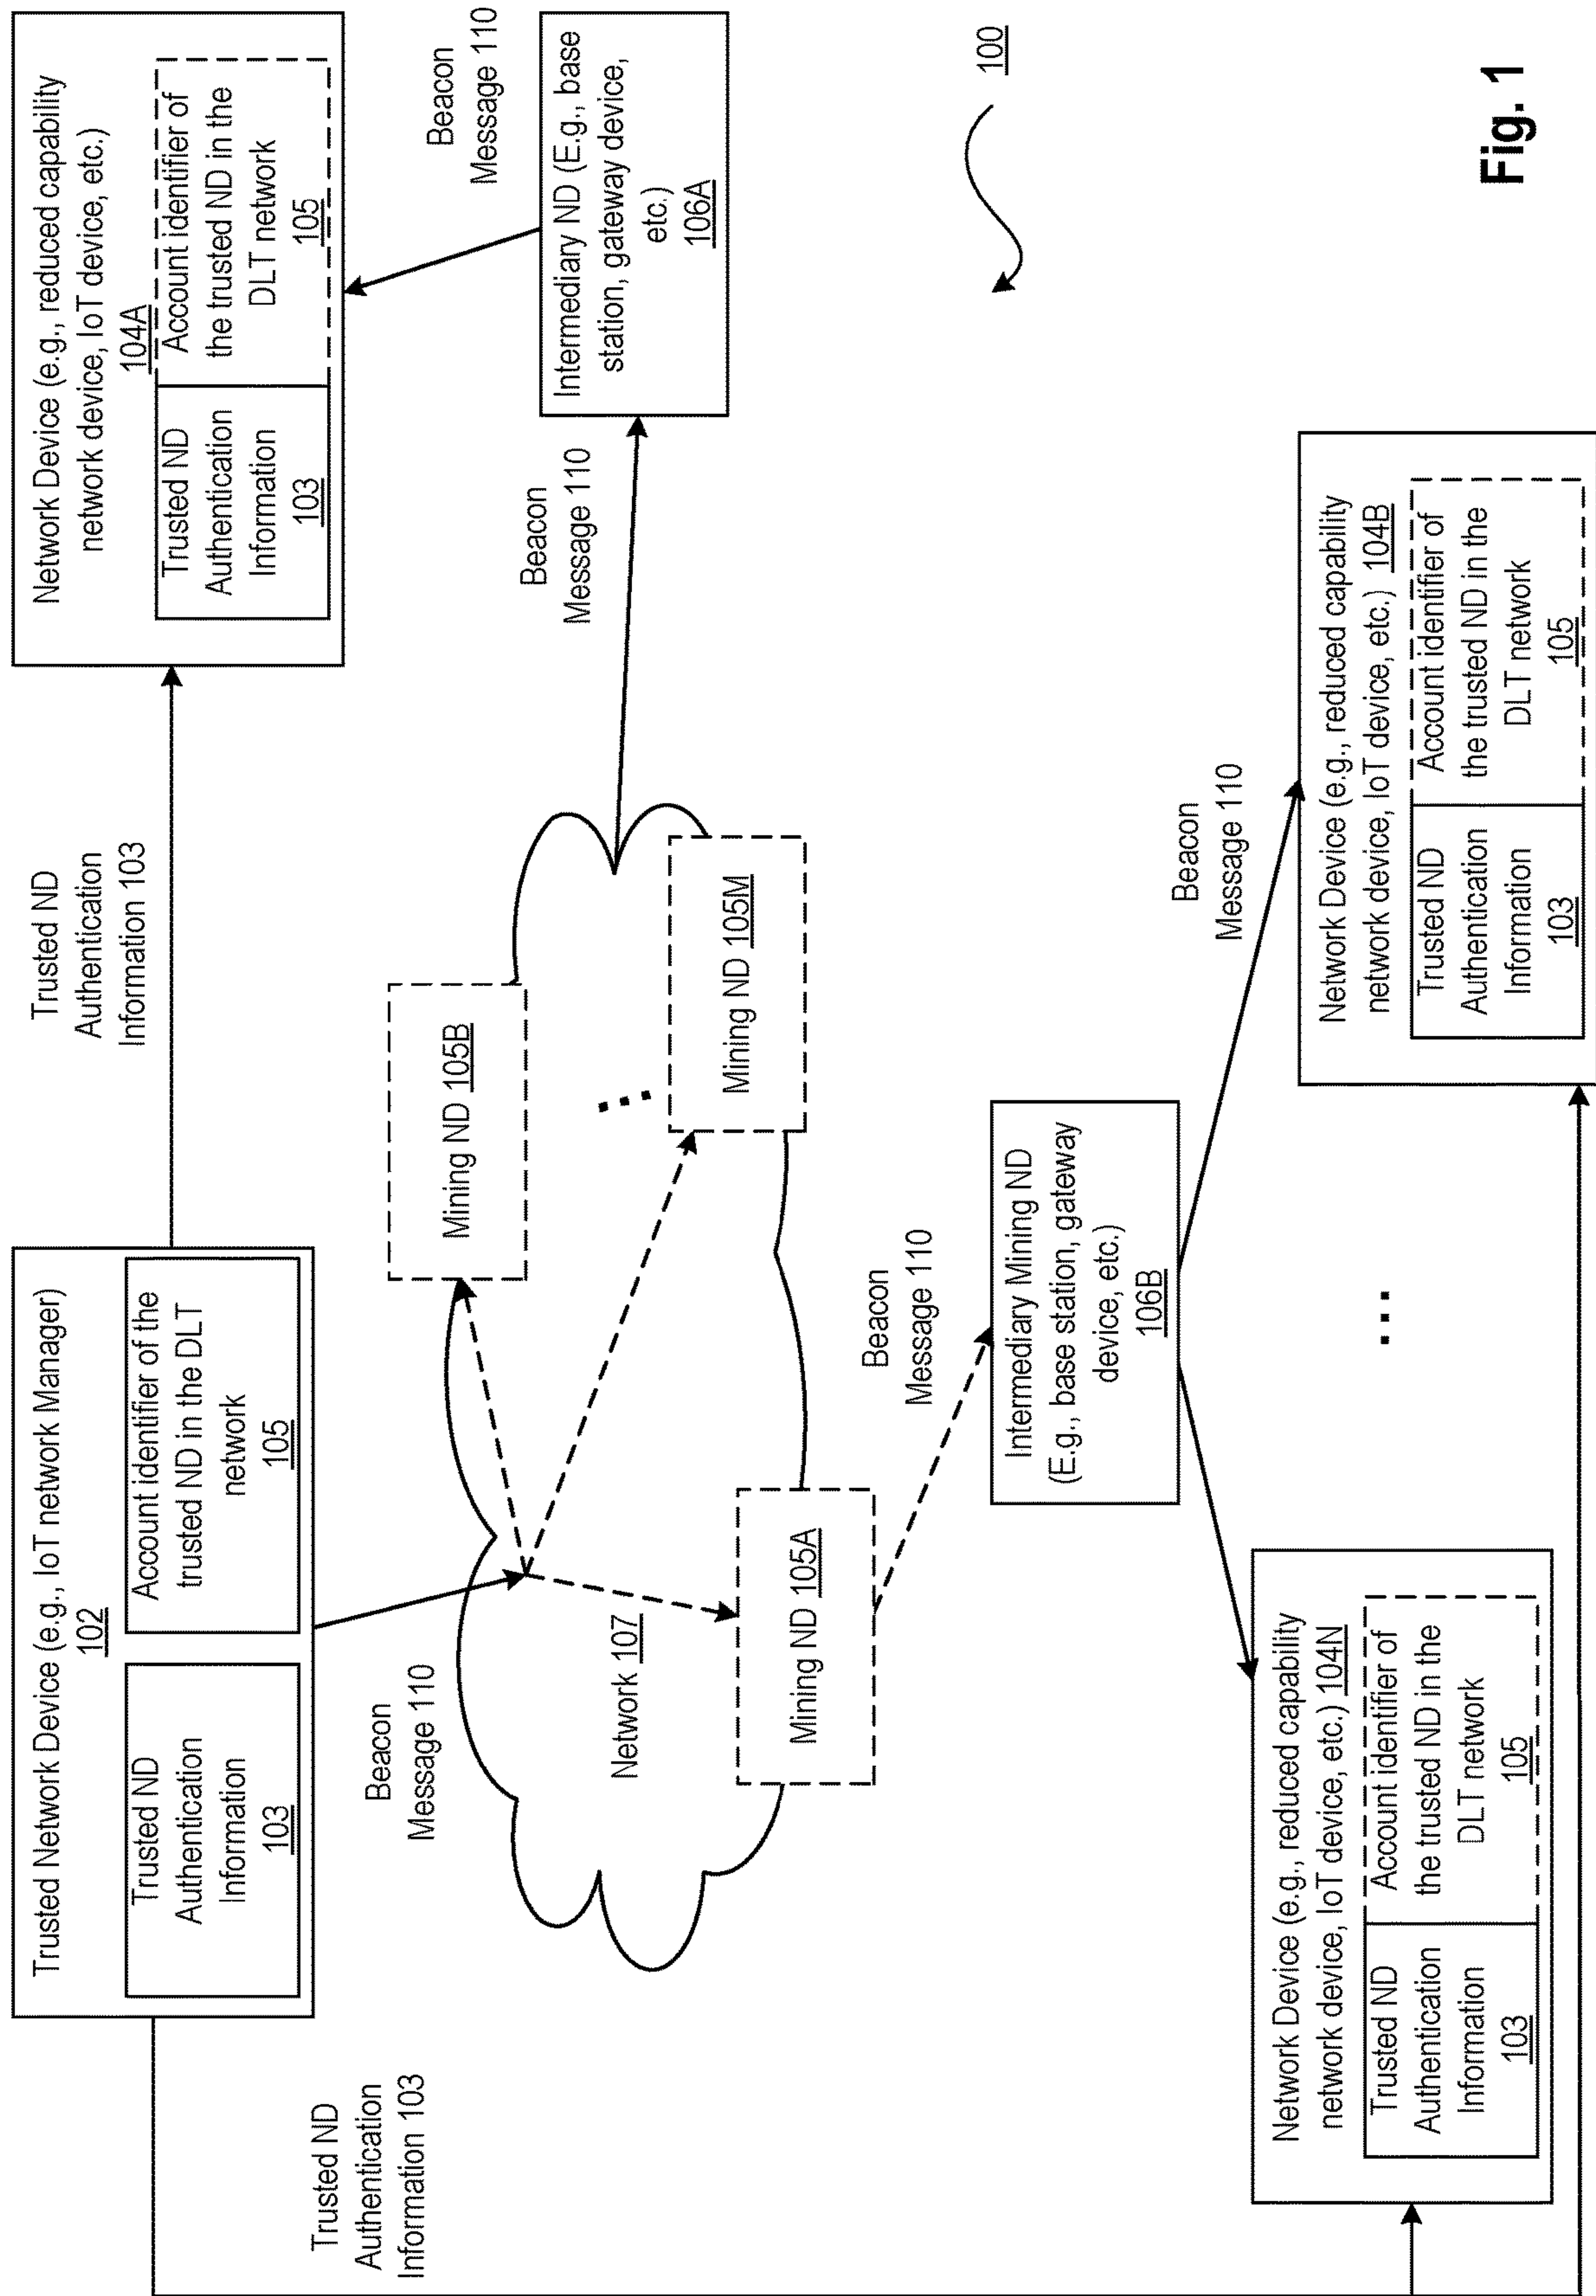 Trusted Network Device (e.g., IoT network Manager)
102
Trusted ND
Authentication
Information
103
Account identifier of the
trusted ND in the DLT
network
105
Trusted ND
Authentication
Information 103
Network Device (e.g., reduced capability
network device, IoT device, etc.)
104A
Trusted ND
Authentication
Information
103
Account identifier of
the trusted ND in the
DLT network
105
Trusted ND
Authentication
Information 103
Beacon
Message 110
Network 107
Mining ND 105B
Mining ND 105M
Mining ND 105A
Beacon
Message 110
Beacon
Message 110
Intermediary ND (E.g., base
station, gateway device,
etc.)
106A
Beacon
Message 110
Intermediary Mining ND
(E.g., base station, gateway
device, etc.)
106B
Beacon
Message 110
100
Network Device (e.g., reduced capability
network device, IoT device, etc.) 104N
Trusted ND
Authentication
Information
103
Account identifier of
the trusted ND in the
DLT network
105
Network Device (e.g., reduced capability
network device, IoT device, etc.) 104B
Trusted ND
Authentication
Information
103
Account identifier of
the trusted ND in the
DLT network
105
Fig. 1